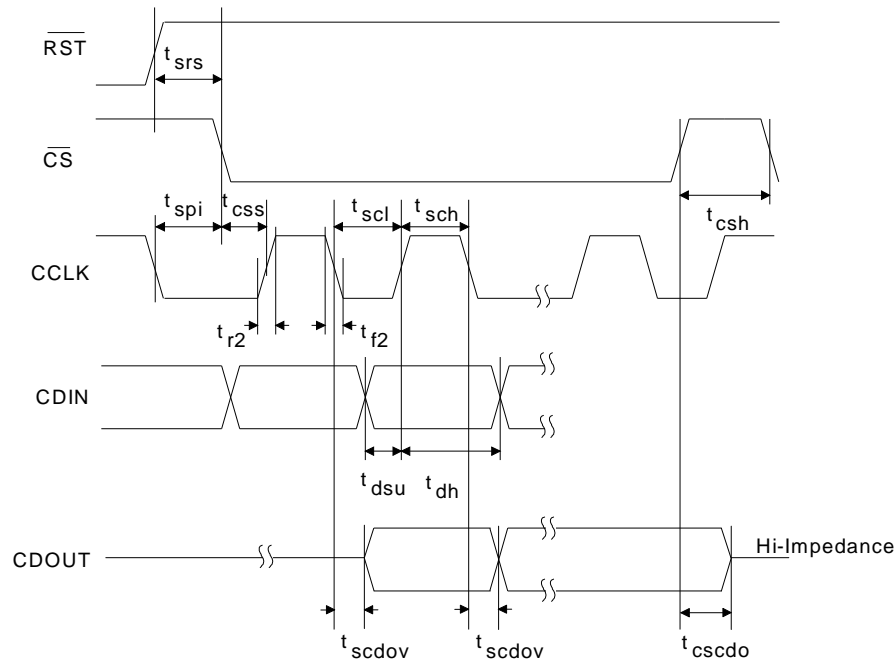 RST
t srs
CS
t spi
t css
t scl
t sch
t csh
CCLK
t r2
t f2
CDIN
t dsu
t dh
CDOUT
Hi-Impedance
t scdov
t scdov
t cscdo